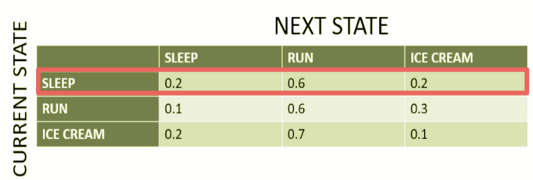 NEXT STATE
CURRENT STATE
SLEEP RUN ICE CREAM
SLEEP 0.2 0.6 0.2
RUN 0.1 0.6 0.3
ICE CREAM 0.2 0.7 0.1